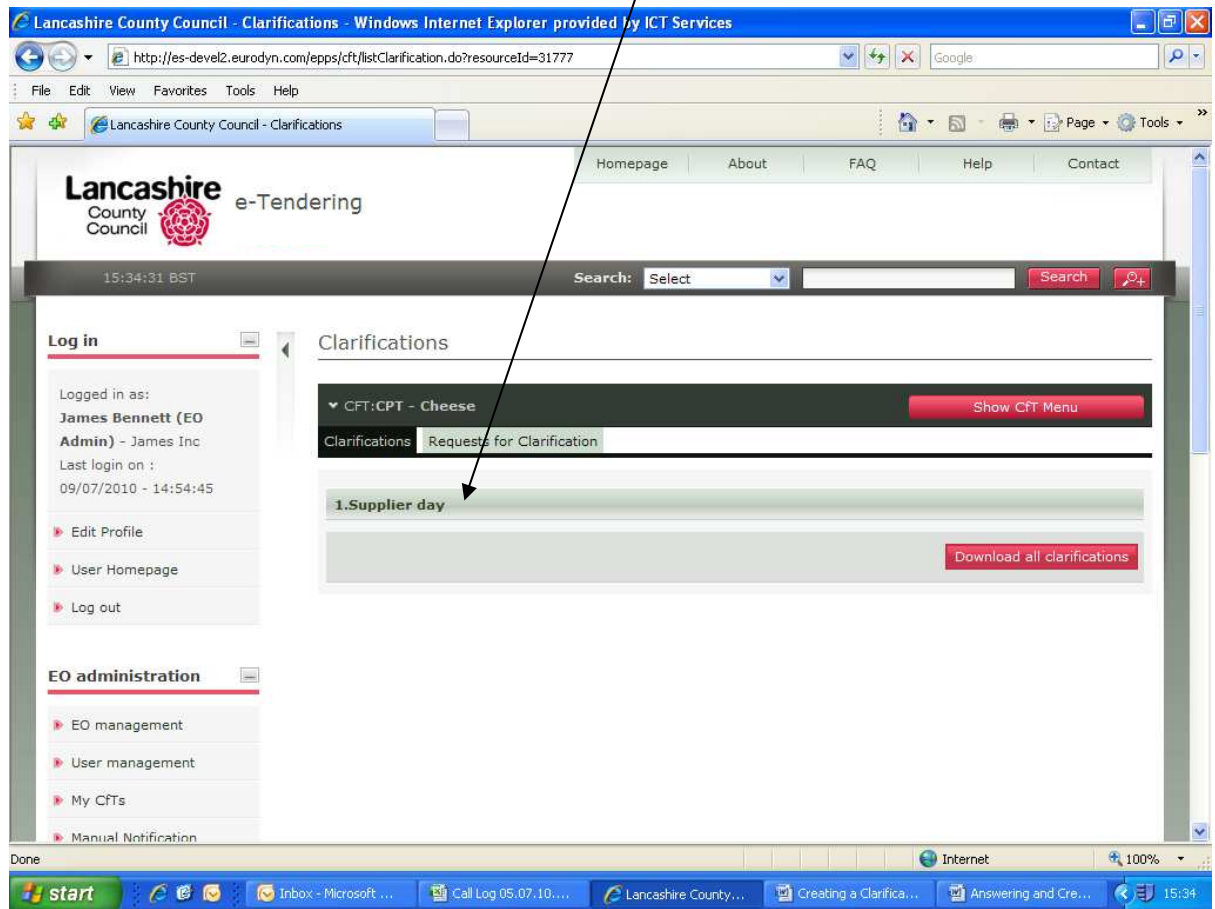 Lancashire County Council - Clarifications - Windows Internet Explorer provided by ICT Services
http://es-devel2.eurodyn.com/epps/cft/listClarification.do?resourceId=31777
Google
File Edit View Favorites Tools Help
Lancashire County Council - Clarifications
Page Tools
Homepage About FAQ Help Contact
Lancashire
County
Council
e-Tendering
15:34:31 BST
Search: Select Search
Log in
Logged in as:
James Bennett (EO
Admin) - James Inc
Last login on :
09/07/2010 - 14:54:45
Edit Profile
User Homepage
Log out
EO administration
EO management
User management
My CfTs
Manual Notification
Clarifications
CFT:CPT - Cheese
Show CfT Menu
Clarifications Requests for Clarification
1.Supplier day
Download all clarifications
Done
Internet
100%
start
Inbox - Microsoft ...
Call Log 05.07.10....
Lancashire County...
Creating a Clarifica...
Answering and Cre...
15:34